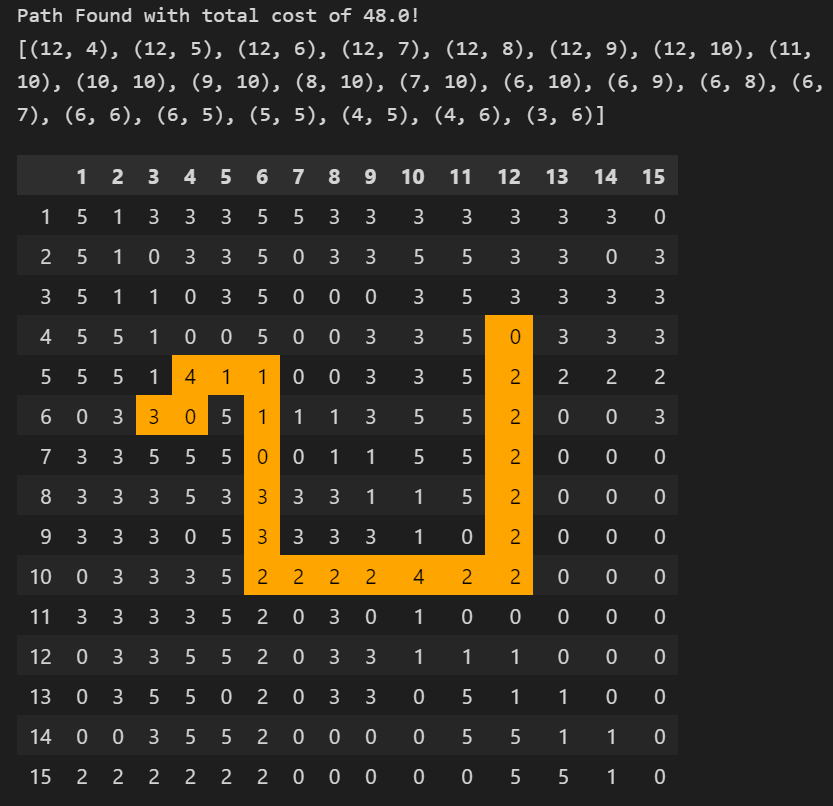 Path Found with total cost of 48.0!
[(12, 4), (12, 5), (12, 6), (12, 7), (12, 8), (12, 9), (12, 10), (11,
10), (10, 10), (9, 10), (8, 10), (7, 10), (6, 10), (6, 9), (6, 8), (6,
7), (6, 6), (6, 5), (5, 5), (4, 5), (4, 6), (3, 6)]
1 2 3 4 5 6 7 8 9 10 11 12 13 14 15
1 5 1 3 3 3 5 5 3 3 3 3 3 3 3 0
2 5 1 0 3 3 5 0 3 3 5 5 3 3 0 3
3 5 1 1 0 3 5 0 0 0 3 5 3 3 3 3
4 5 5 1 0 0 5 0 0 3 3 5 0 3 3 3
5 5 5 1 4 1 1 0 0 3 3 5 2 2 2 2
6 0 3 3 0 5 1 1 1 3 5 5 2 0 0 3
7 3 3 5 5 5 0 0 1 1 5 5 2 0 0 0
8 3 3 3 5 3 3 3 3 1 1 5 2 0 0 0
9 3 3 3 0 5 3 3 3 3 1 0 2 0 0 0
10 0 3 3 3 5 2 2 2 2 4 2 2 0 0 0
11 3 3 3 3 5 2 0 3 0 1 0 0 0 0 0
12 0 3 3 5 5 2 0 3 3 1 1 1 0 0 0
13 0 3 5 5 0 2 0 3 3 0 5 1 1 0 0
14 0 0 3 5 5 2 0 0 0 0 5 5 1 1 0
15 2 2 2 2 2 2 0 0 0 0 0 5 5 1 0